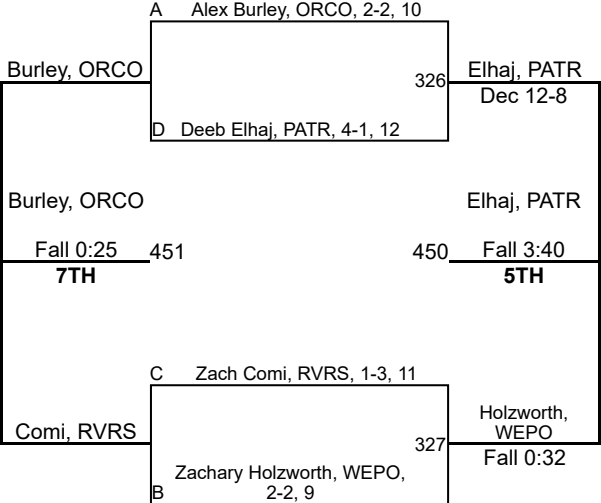 A Alex Burley, ORCO, 2-2, 10
Burley, ORCO
326
Elhaj, PATR
Dec 12-8
D Deeb Elhaj, PATR, 4-1, 12
Burley, ORCO
Elhaj, PATR
Fall 0:25
451
450
Fall 3:40
7TH
5TH
C Zach Comi, RVRS, 1-3, 11
Comi, RVRS
327
Holzworth,
WEPO
Fall 0:32
Zachary Holzworth, WEPO,
B 2-2, 9